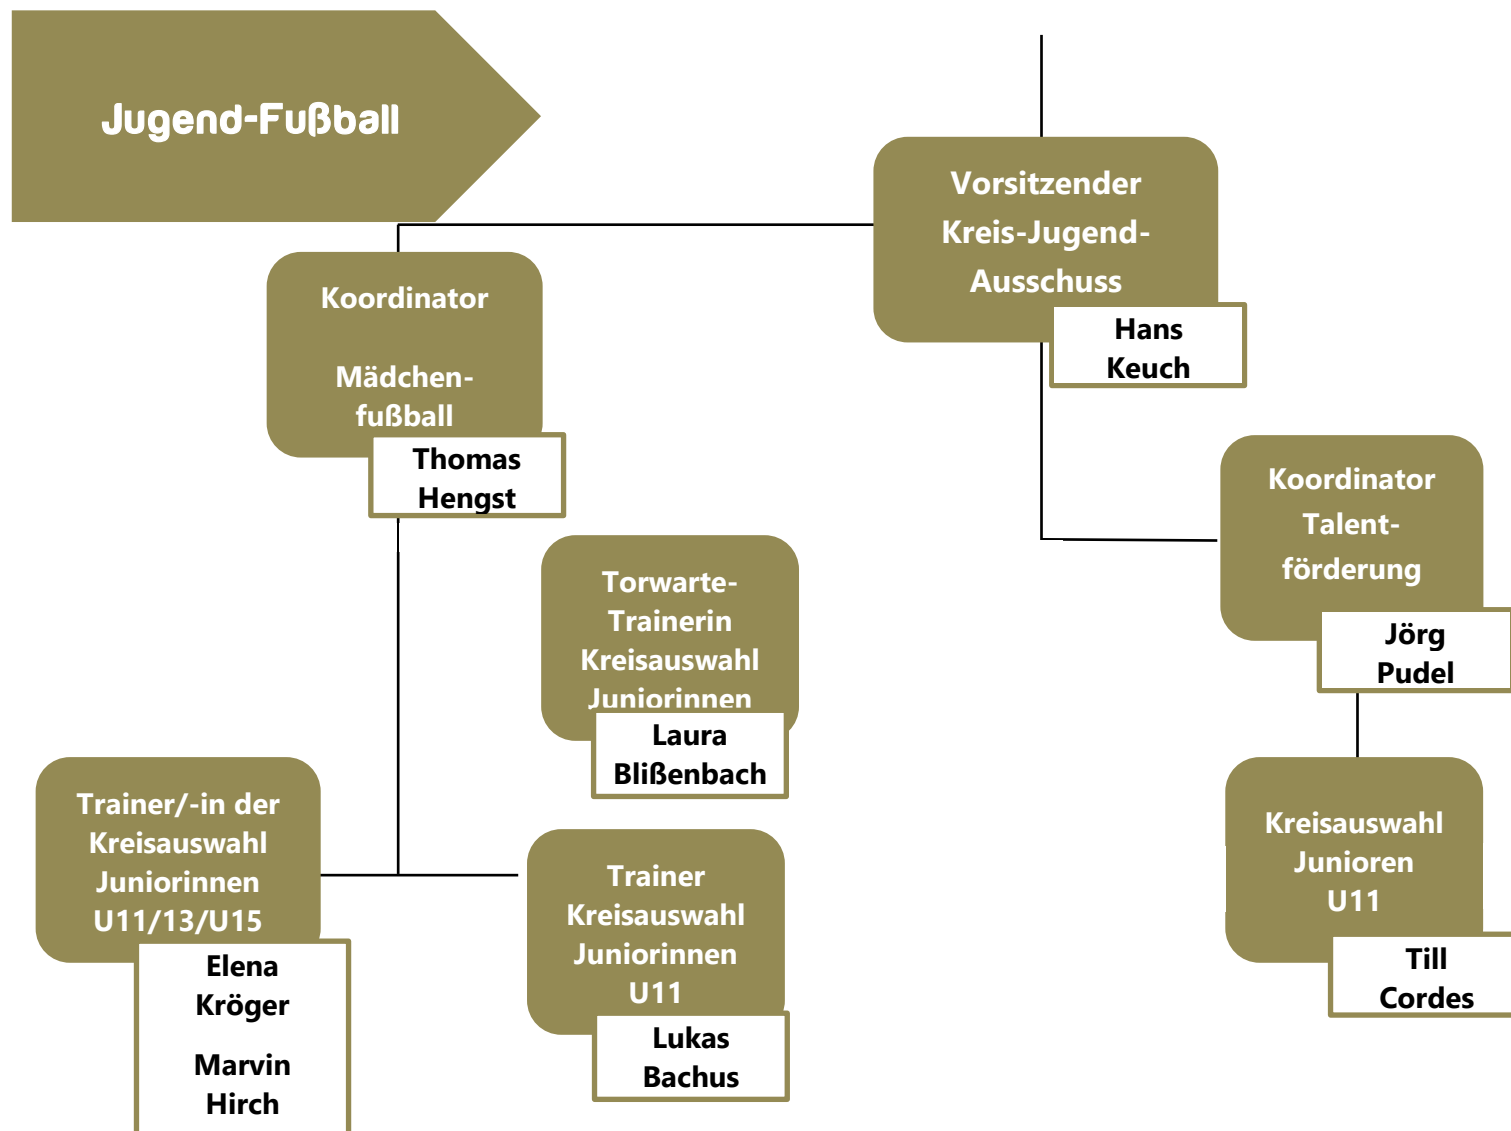 Jugend-Fußball
Vorsitzender
Kreis-Jugend-
Ausschuss
Hans
Keuch
Koordinator
Mädchen-
fußball
Thomas
Hengst
Koordinator
Talent-
förderung
Jörg
Pudel
Torwarte-
Trainerin
Kreisauswahl
Juniorinnen
Laura
Blißenbach
Trainer/-in der
Kreisauswahl
Juniorinnen
U11/13/U15
Elena
Kröger
Marvin
Hirch
Trainer
Kreisauswahl
Juniorinnen
U11
Lukas
Bachus
Kreisauswahl
Junioren
U11
Till
Cordes